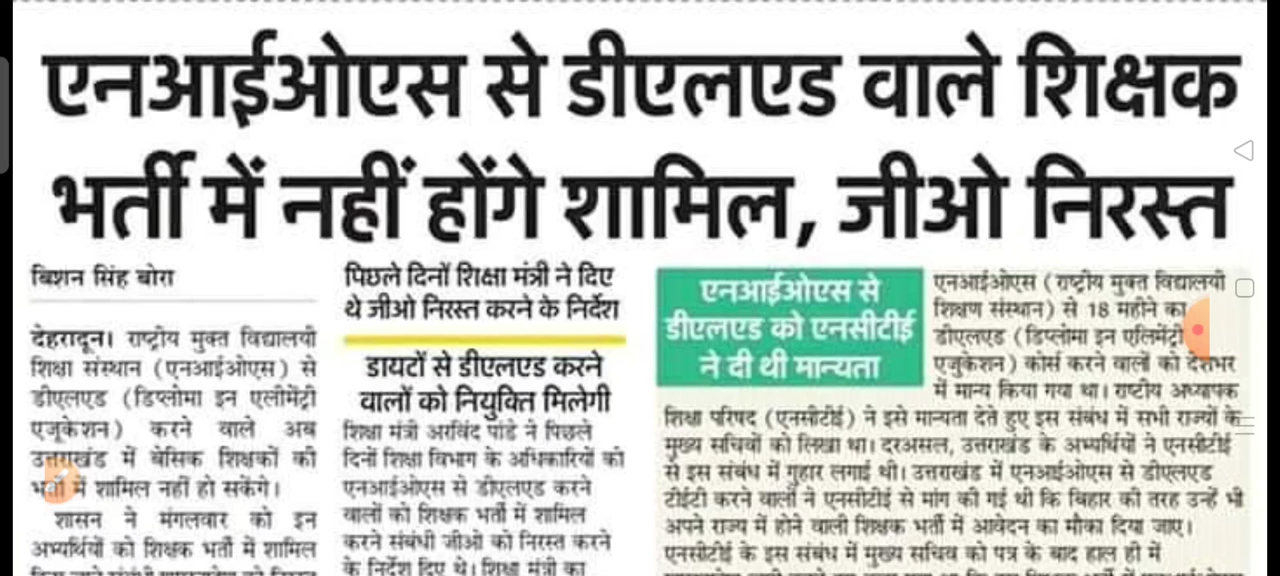 एनआईओएस से डीएलएड वाले शिक्षक
भर्ती में नहीं होंगे शामिल, जीओ निरस्त
बिशन सिंह बोरा
देहरादून। राष्ट्रीय मुक्त विद्यालयी
शिक्षा संस्थान (एनआईओएस) से
डीएलएड (डिप्लोमा इन एलीमेंट्री
एजूकेशन) करने वाले अब
उत्तराखंड में बेसिक शिक्षकों की
भर्ती में शामिल नहीं हो सकेंगे।
शासन ने मंगलवार को इन
अभ्यर्थियों को शिक्षक भर्ती में शामिल
पिछले दिनों शिक्षा मंत्री ने दिए
थे जीओ निरस्त करने के निर्देश
डायटों से डीएलएड करने
वालों को नियुक्ति मिलेगी
शिक्षा मंत्री अरविंद पांडे ने पिछले
दिनों शिक्षा विभाग के अधिकारियों को
एनआईओएस से डीएलएड करने
वालों को शिक्षक भर्ती में शामिल
करने संबंधी जीओ को निरस्त करने
के निर्देश दिए थे। शिक्षा मंत्री का
एनआईओएस से
डीएलएड को एनसीटीई
ने दी थी मान्यता
एनआईओएस (राष्ट्रीय मुक्त विद्यालयी
शिक्षण संस्थान) से 18 महीने का
डीएलएड (डिप्लोमा इन एलिमेंट्री
एजुकेशन) कोर्स करने वालों को देशभर
में मान्य किया गया था। राष्टीय अध्यापक
शिक्षा परिषद (एनसीटीई) ने इसे मान्यता देते हुए इस संबंध में सभी राज्यों के
मुख्य सचिवों को लिखा था। दरअसल, उत्तराखंड के अभ्यर्थियों ने एनसीटीई
से इस संबंध में गुहार लगाई थी। उत्तराखंड में एनआईओएस से डीएलएड
टीईटी करने वालों ने एनसीटीई से मांग की गई थी कि बिहार की तरह उन्हें भी
अपने राज्य में होने वाली शिक्षक भर्ती में आवेदन का मौका दिया जाए।
एनसीटीई के इस संबंध में मुख्य सचिव को पत्र के बाद हाल ही में